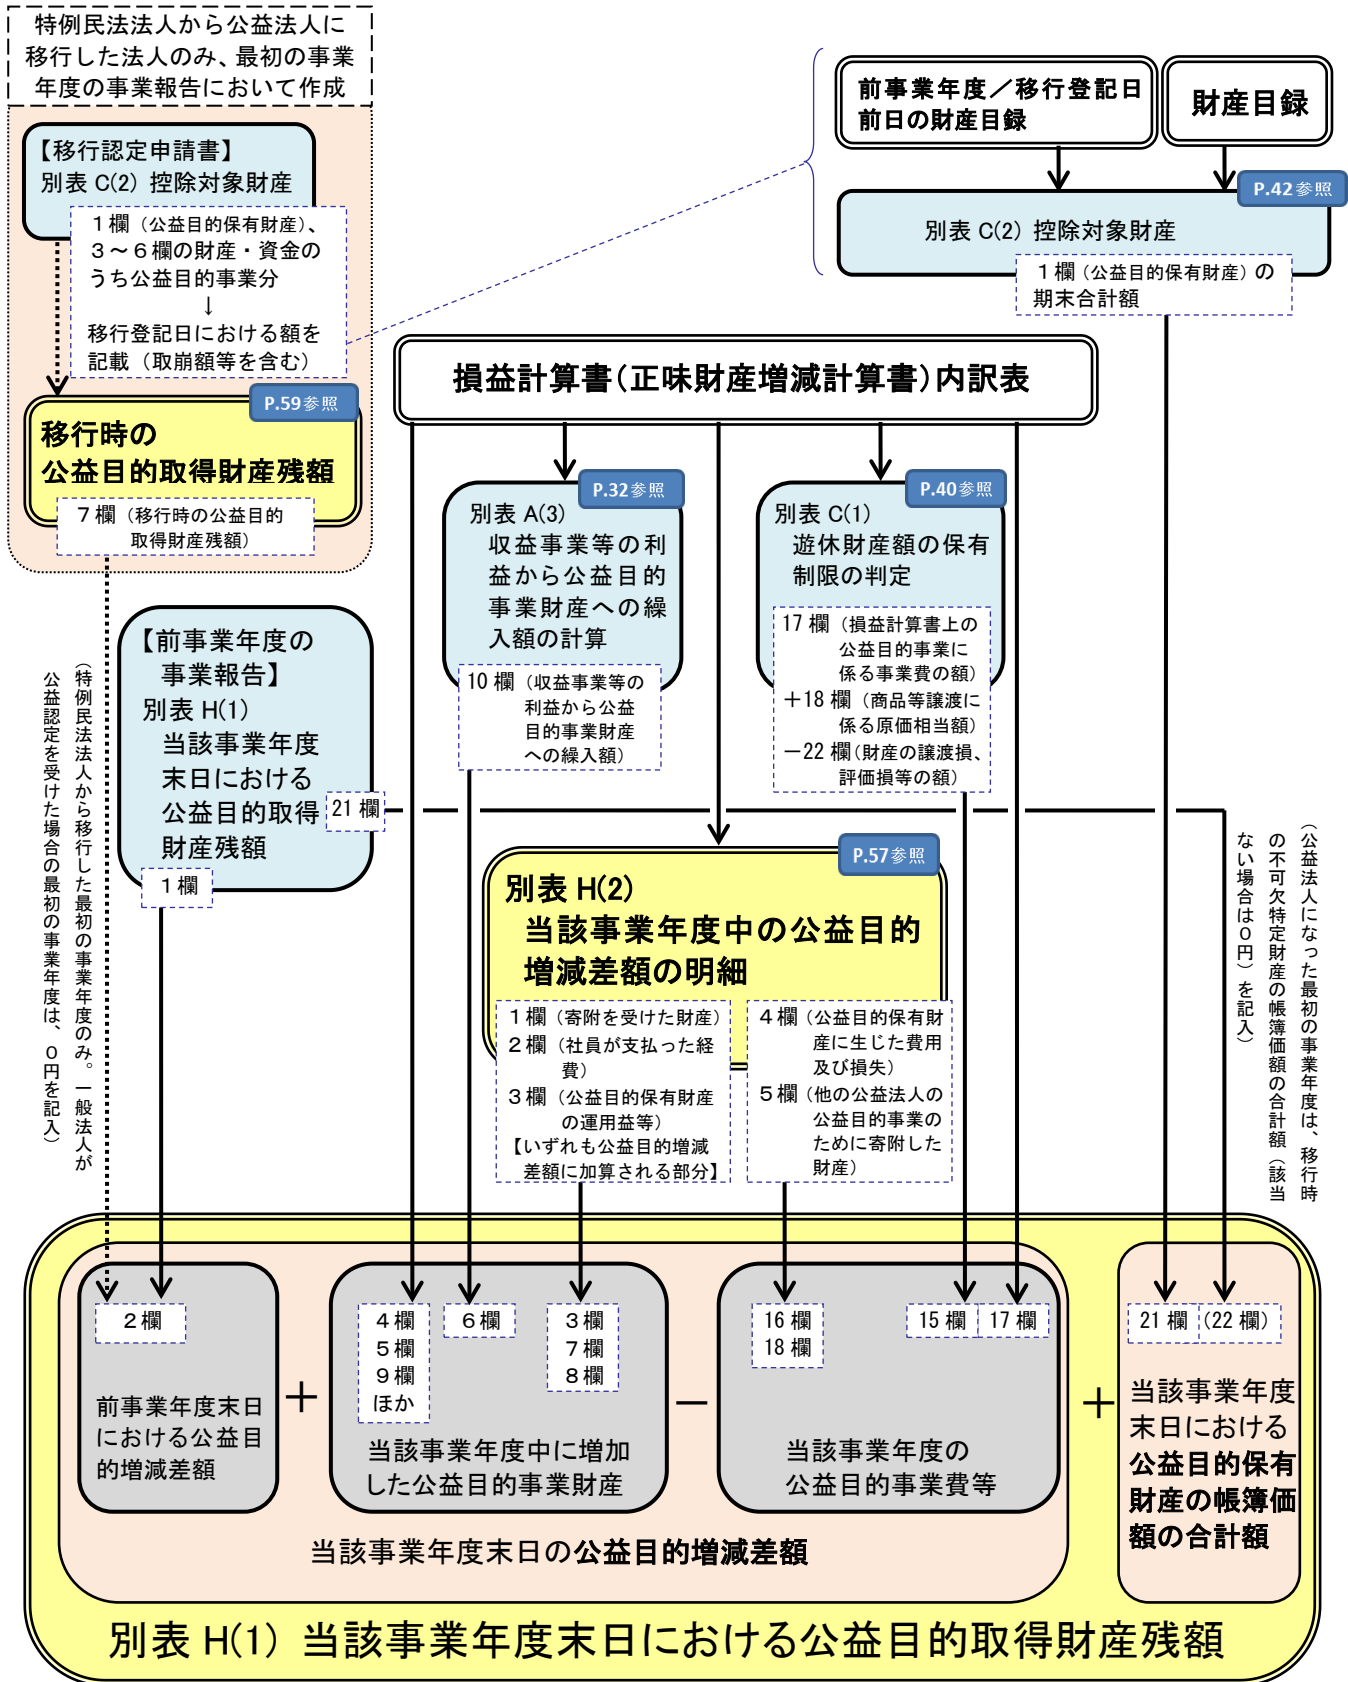 特例民法法人から公益法人に
移行した法人のみ、最初の事業
年度の事業報告において作成
【移行認定申請書】
別表 C(2) 控除対象財産
1欄（公益目的保有財産）、
3～6欄の財産・資金の
うち公益目的事業分
↓
移行登記日における額を
記載（取崩額等を含む）
P.59参照
移行時の
公益目的取得財産残額
7欄（移行時の公益目的
取得財産残額）
前事業年度／移行登記日
前日の財産目録
財産目録
P.42参照
別表 C(2) 控除対象財産
1欄（公益目的保有財産）の
期末合計額
損益計算書（正味財産増減計算書）内訳表
P.32参照
別表 A(3)
収益事業等の利
益から公益目的
事業財産への繰
入額の計算
10欄（収益事業等の
利益から公益
目的事業財産
への繰入額）
P.40参照
別表 C(1)
遊休財産額の保有
制限の判定
17欄（損益計算書上の
公益目的事業に
係る事業費の額）
＋18欄（商品等譲渡に
係る原価相当額）
－22欄（財産の譲渡損、
評価損等の額）
【前事業年度の
事業報告】
別表 H(1)
当該事業年度
末日における
公益目的取得
財産残額
21欄
1欄
（特例民法法人から移行した最初の事業年度のみ。一般法人が
公益認定を受けた場合の最初の事業年度は、0円を記入）
P.57参照
別表 H(2)
当該事業年度中の公益目的
増減差額の明細
1欄（寄附を受けた財産）
2欄（社員が支払った経
費）
3欄（公益目的保有財産
の運用益等）
【いずれも公益目的増減
差額に加算される部分】
4欄（公益目的保有財
産に生じた費用
及び損失）
5欄（他の公益法人の
公益目的事業の
ために寄附した
財産）
（公益法人になった最初の事業年度は、移行時
の不可欠特定財産の帳簿価額の合計額（該当
ない場合は0円）を記入）
2欄
前事業年度末日
における公益目
的増減差額
＋
4欄
5欄
9欄
ほか
6欄
3欄
7欄
8欄
当該事業年度中に増加
した公益目的事業財産
－
16欄
18欄
15欄
17欄
当該事業年度の
公益目的事業費等
＋
21欄
（22欄）
当該事業年度
末日における
公益目的保有
財産の帳簿価
額の合計額
当該事業年度末日の公益目的増減差額
別表 H(1) 当該事業年度末日における公益目的取得財産残額